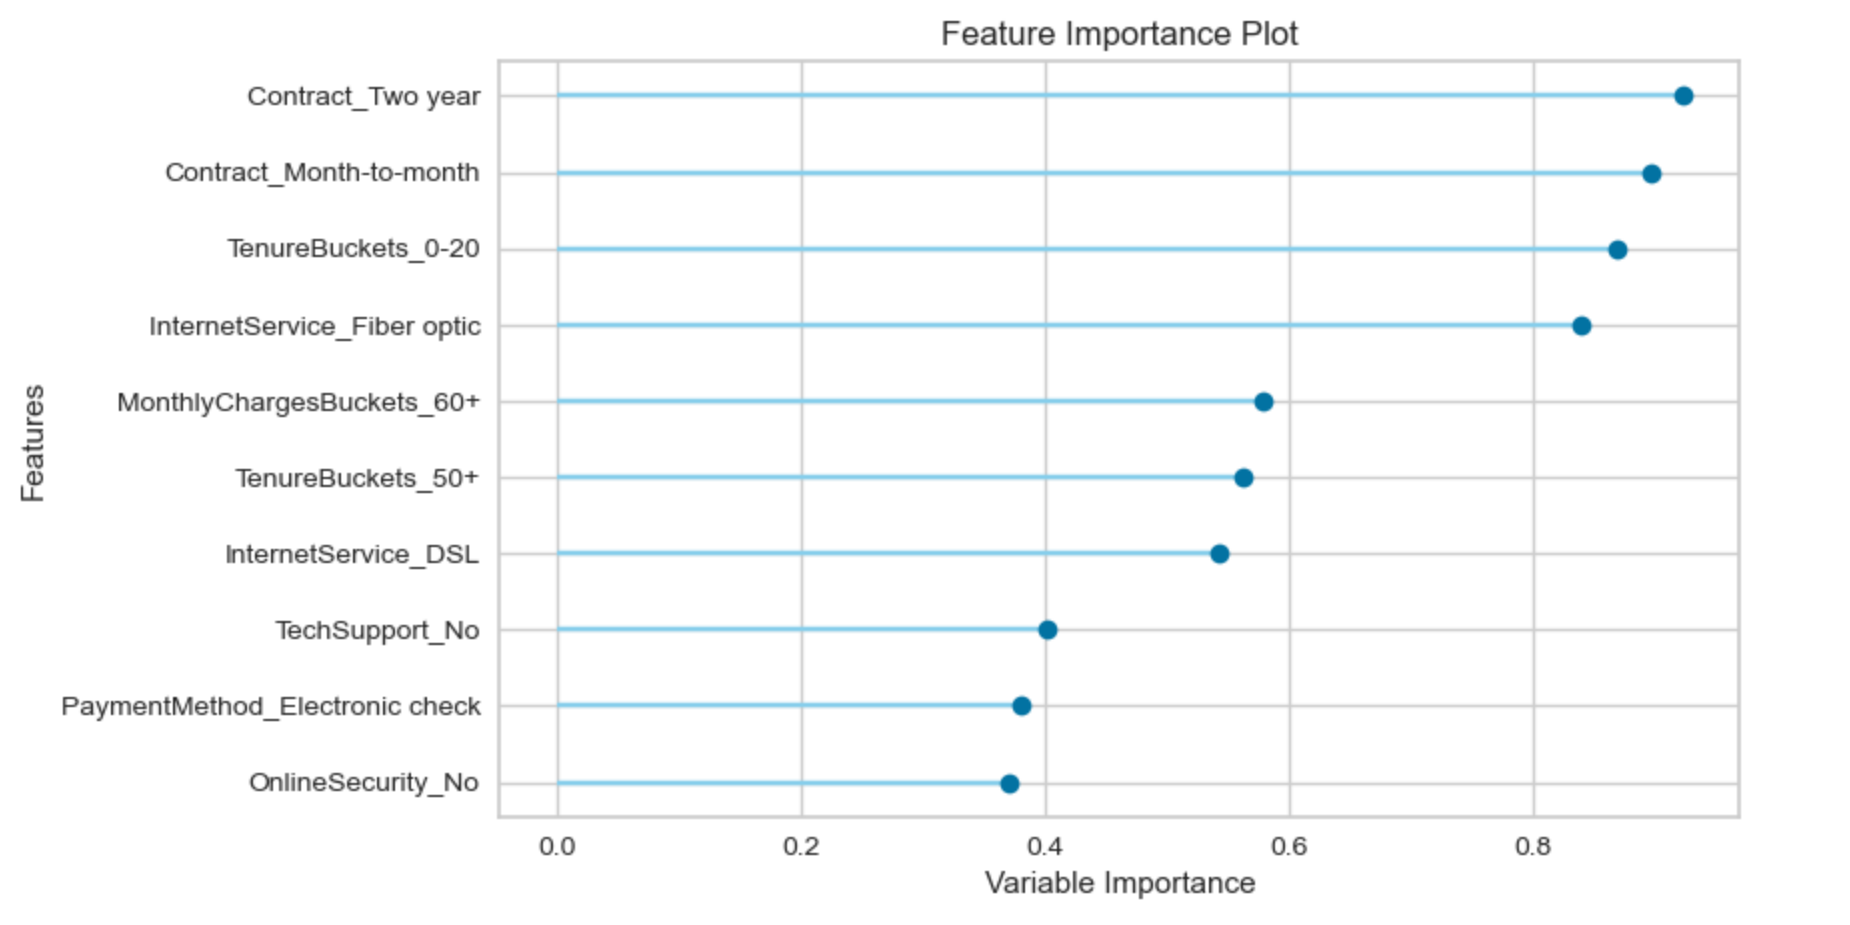 Feature Importance Plot
Contract_Two year
Contract_Month-to-month
TenureBuckets_0-20
InternetService_Fiber optic
MonthlyChargesBuckets_60+
TenureBuckets_50+
InternetService_DSL
TechSupport_No
PaymentMethod_Electronic check
OnlineSecurity_No
Features
0.0 0.2 0.4 0.6 0.8
Variable Importance